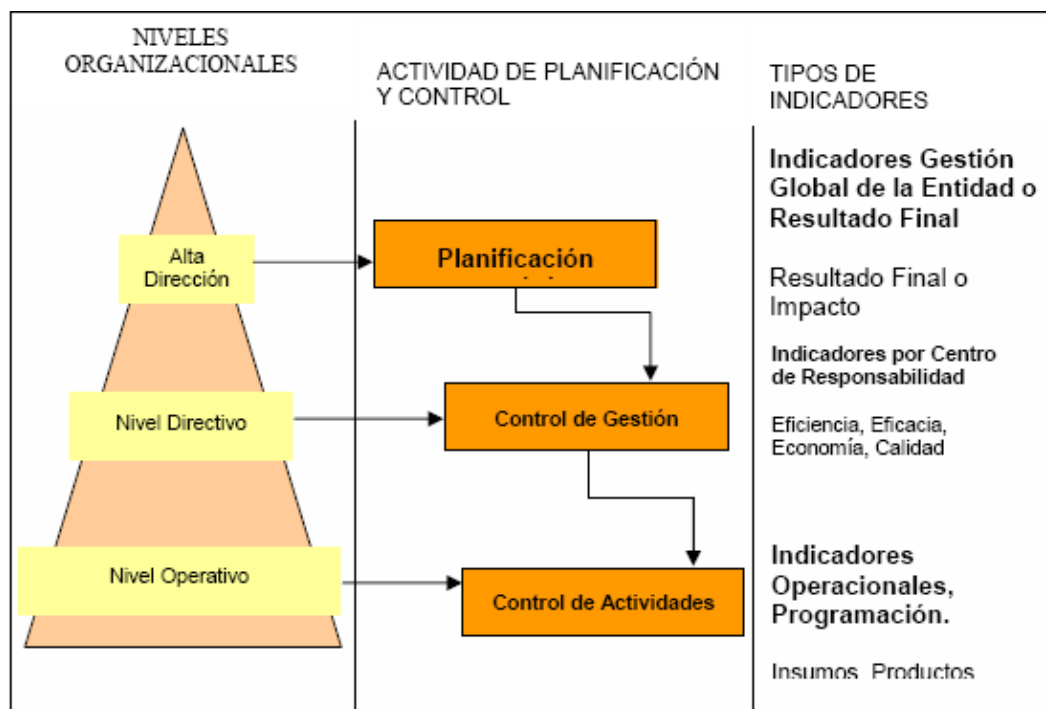 NIVELES
ORGANIZACIONALES
ACTIVIDAD DE PLANIFICACIÓN
Y CONTROL
TIPOS DE
INDICADORES
Alta
Dirección
Nivel Directivo
Nivel Operativo
Planificación
Control de Gestión
Control de Actividades
Indicadores Gestión
Global de la Entidad o
Resultado Final
Resultado Final o
Impacto
Indicadores por Centro
de Responsabilidad
Eficiencia, Eficacia,
Economía, Calidad
Indicadores
Operacionales,
Programación.
Insumos Productos